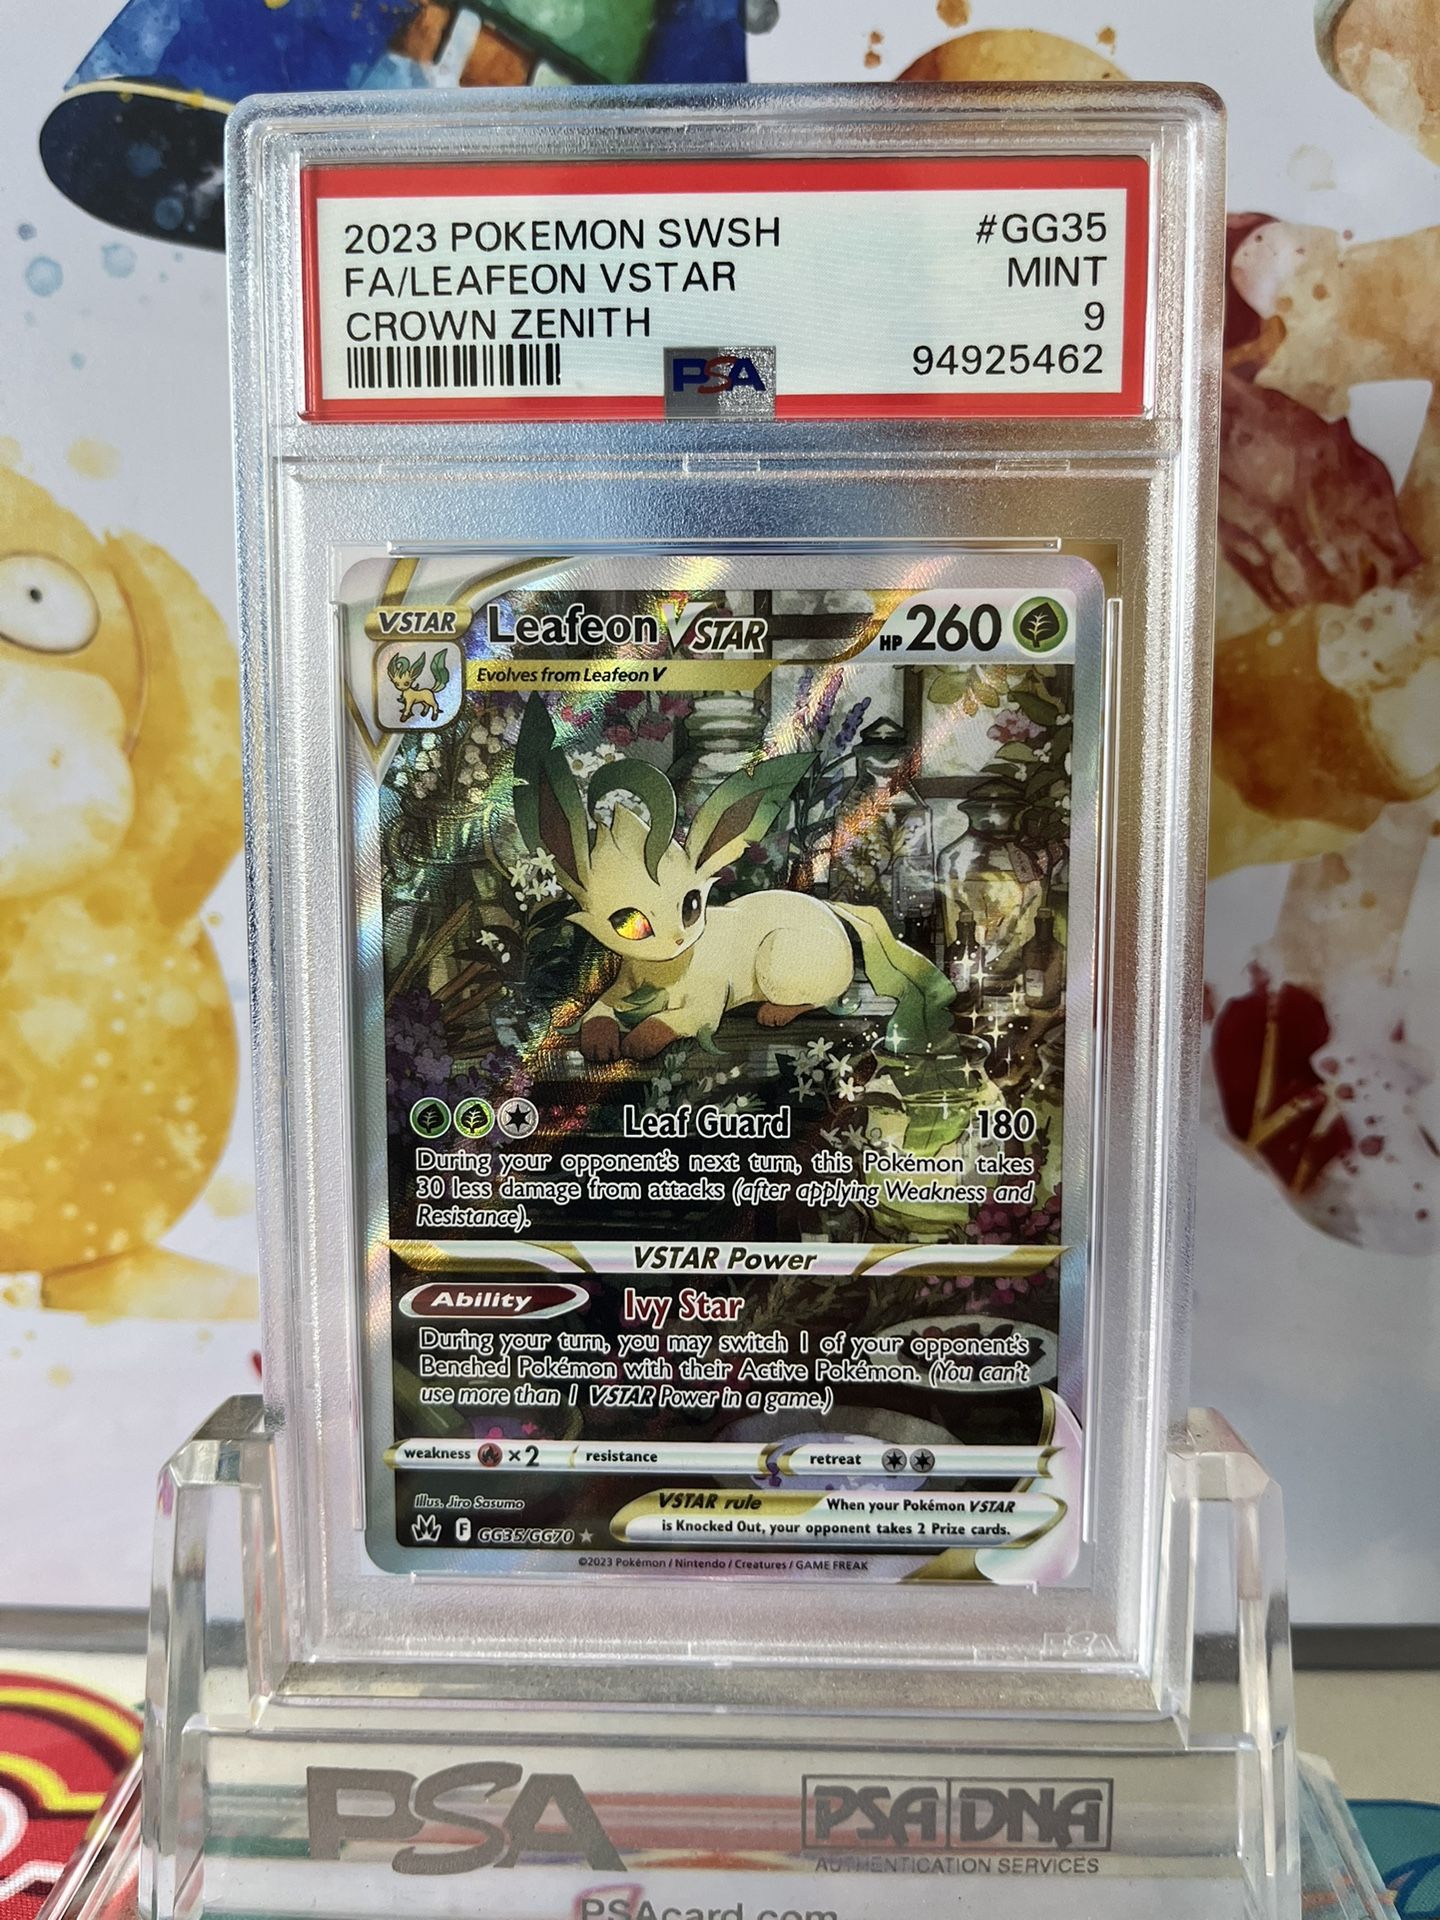 2023 POKEMON SWSH #GG35
FA/LEAFEON VSTAR MINT
CROWN ZENITH 9
PSA 94925462
VSTAR Leafeon VSTAR HP 260
Evolves from Leafeon V
Leaf Guard 180
During your opponent's next turn, this Pokémon takes
30 less damage from attacks (after applying Weakness and
Resistance).
VSTAR Power
Ability Ivy Star
During your turn, you may switch 1 of your opponent's
Benched Pokémon with their Active Pokémon. (You can't
use more than 1 VSTAR Power in a game.)
weakness ×2 resistance retreat
Illus. Jiro Sasumo
VSTAR rule When your Pokémon VSTAR
is Knocked Out, your opponent takes 2 Prize cards.
F GG35/GG70
©2023 Pokémon / Nintendo / Creatures / GAME FREAK
PSA
PSA PSA DNA
AUTHENTICATION SERVICES
PSAcard.com